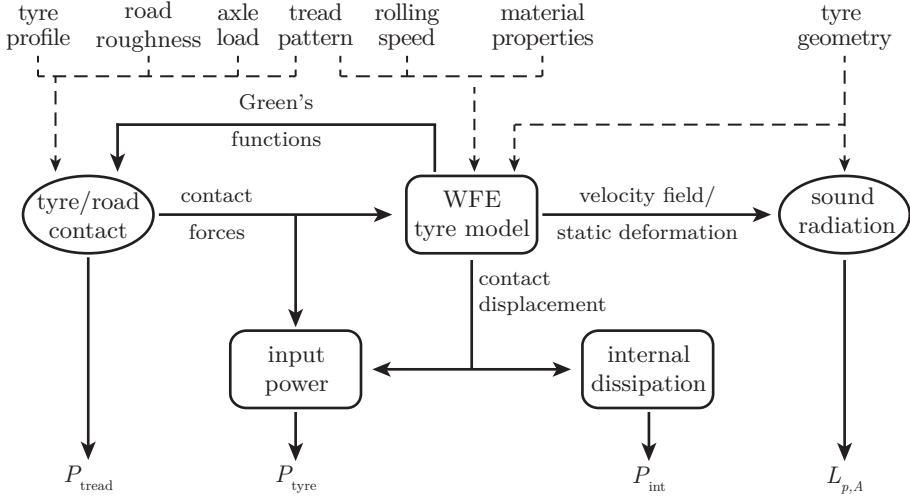 tyre
profile
road
roughness
axle
load
tread
pattern
rolling
speed
material
properties
tyre
geometry
Green's
functions
tyre/road
contact
contact
forces
WFE
tyre model
velocity field/
static deformation
sound
radiation
contact
displacement
input
power
internal
dissipation
P_tread
P_tyre
P_int
L_p,A